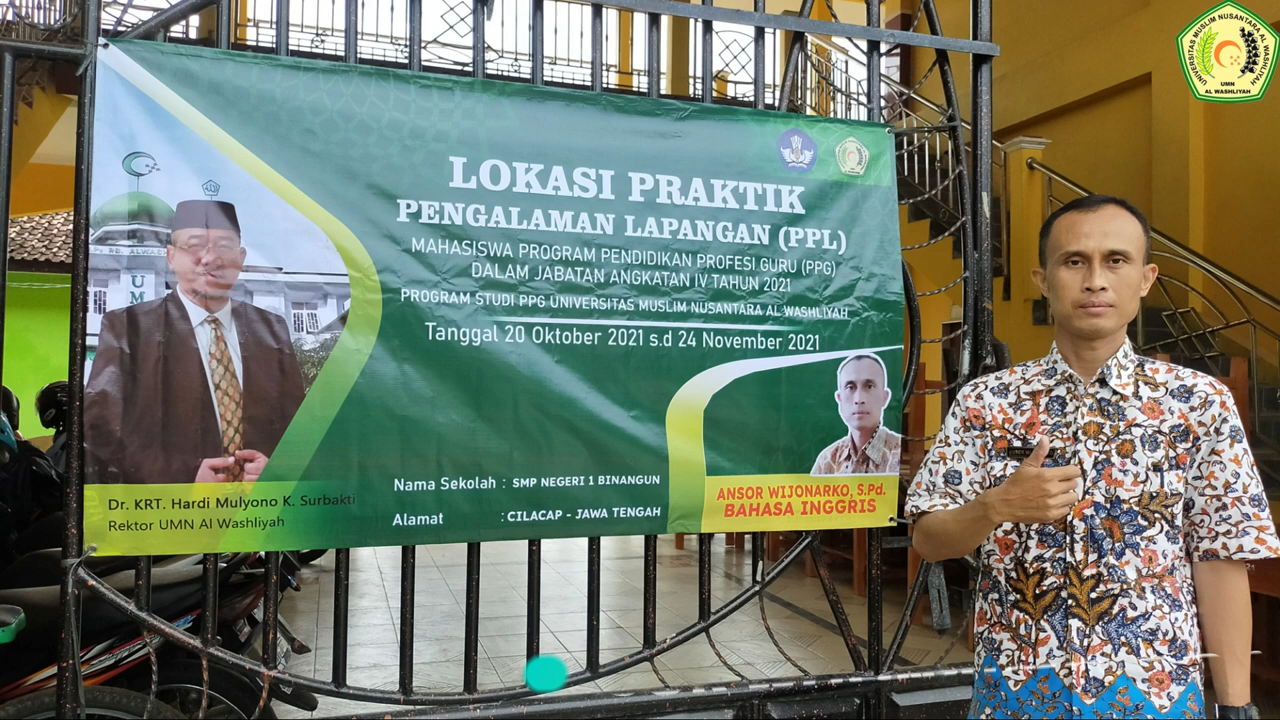 UNIVERSITAS MUSLIM NUSANTARA AL WASHLIYAH
UMN
AL WASHLIYAH
LOKASI PRAKTIK
PENGALAMAN LAPANGAN (PPL)
MAHASISWA PROGRAM PENDIDIKAN PROFESI GURU (PPG)
DALAM JABATAN ANGKATAN IV TAHUN 2021
PROGRAM STUDI PPG UNIVERSITAS MUSLIM NUSANTARA AL WASHLIYAH
Tanggal 20 Oktober 2021 s.d 24 November 2021
Nama Sekolah : SMP NEGERI 1 BINANGUN
Alamat : CILACAP - JAWA TENGAH
Dr. KRT. Hardi Mulyono K. Surbakti
Rektor UMN Al Washliyah
ANSOR WIJONARKO, S.Pd.
BAHASA INGGRIS